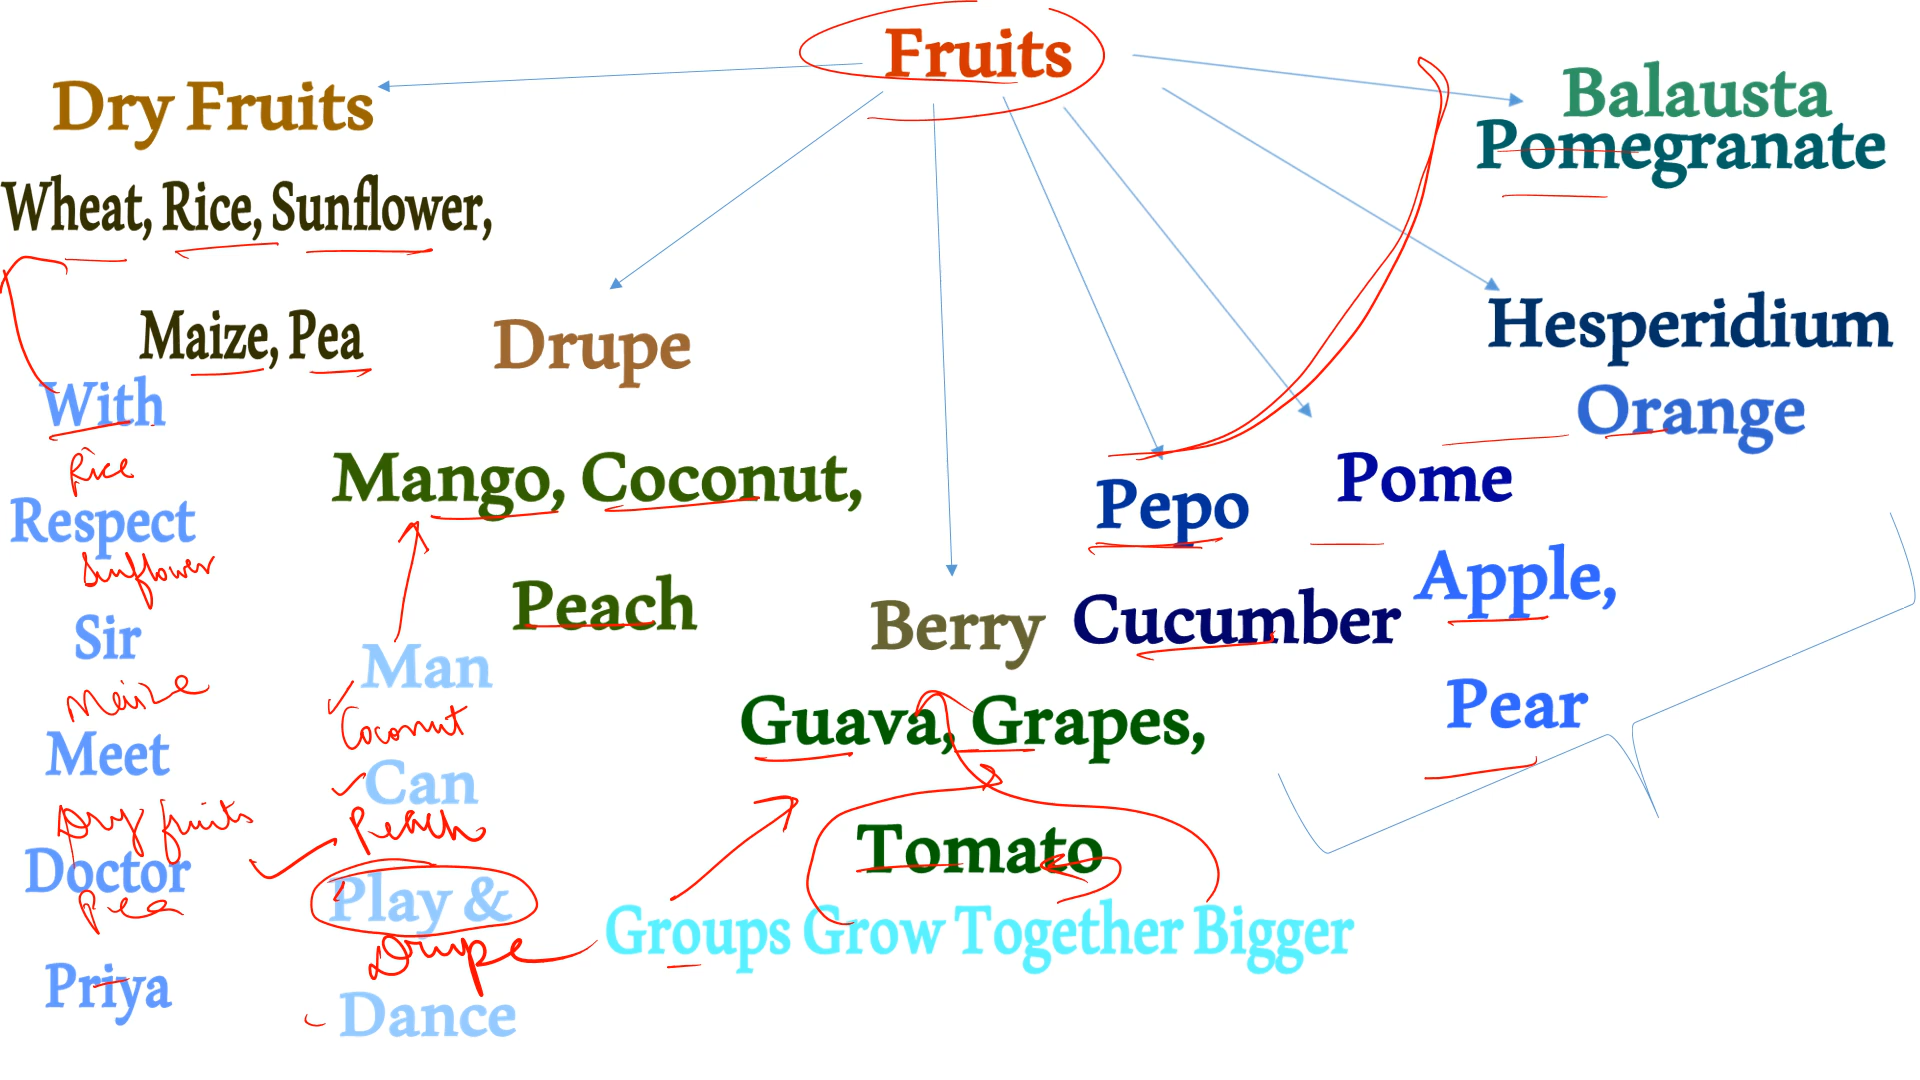 Fruits
Dry Fruits
Wheat, Rice, Sunflower,
Maize, Pea
With
Rice
Respect
Sunflower
Sir
Maize
Meet
Dry fruits
Doctor
Pea
Priya
Drupe
Mango, Coconut,
Peach
Man
Coconut
Can
Peach
Play &
Drupe
Dance
Berry
Guava, Grapes,
Tomato
Groups Grow Together Bigger
Pepo
Cucumber
Pome
Apple,
Pear
Hesperidium
Orange
Balausta
Pomegranate